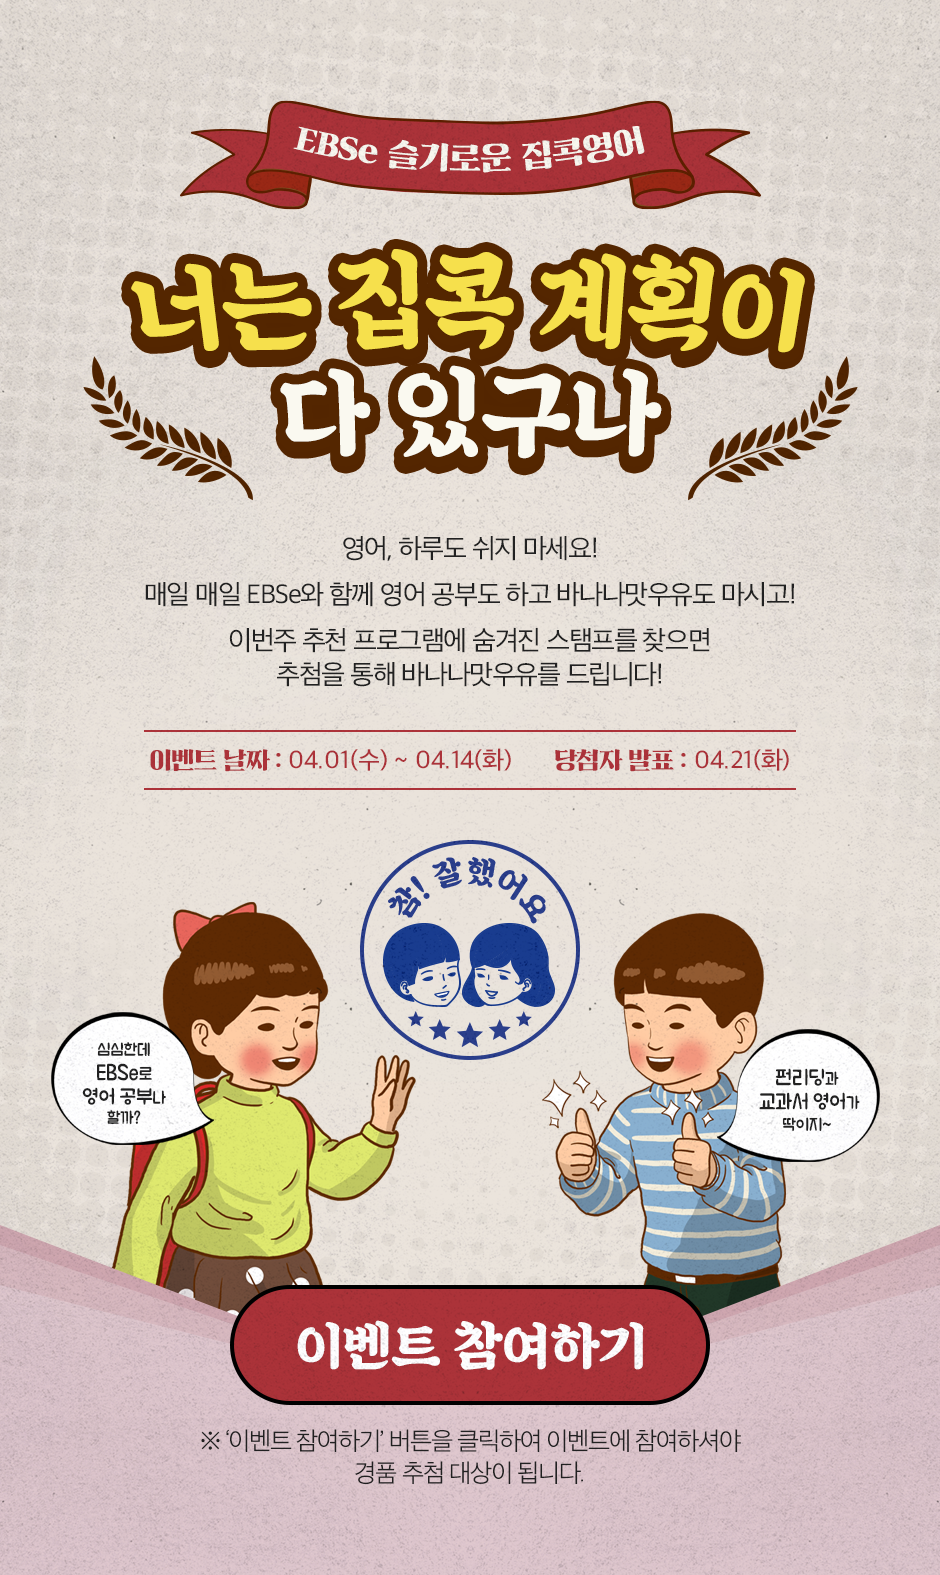 EBSe 슬기로운 집콕영어
너는 집콕 계획이
다 있구나
영어, 하루도 쉬지 마세요!
매일 매일 EBSe와 함께 영어 공부도 하고 바나나맛우유도 마시고!
이번주 추천 프로그램에 숨겨진 스탬프를 찾으면
추첨을 통해 바나나맛우유를 드립니다!
이벤트 날짜 : 04.01(수) ~ 04.14(화) 당첨자 발표 : 04.21(화)
참! 잘했어요
심심한데
EBSe로
영어 공부나
할까?
펀리딩과
교과서 영어가
딱이지~
이벤트 참여하기
※ ‘이벤트 참여하기’ 버튼을 클릭하여 이벤트에 참여하셔야
경품 추첨 대상이 됩니다.